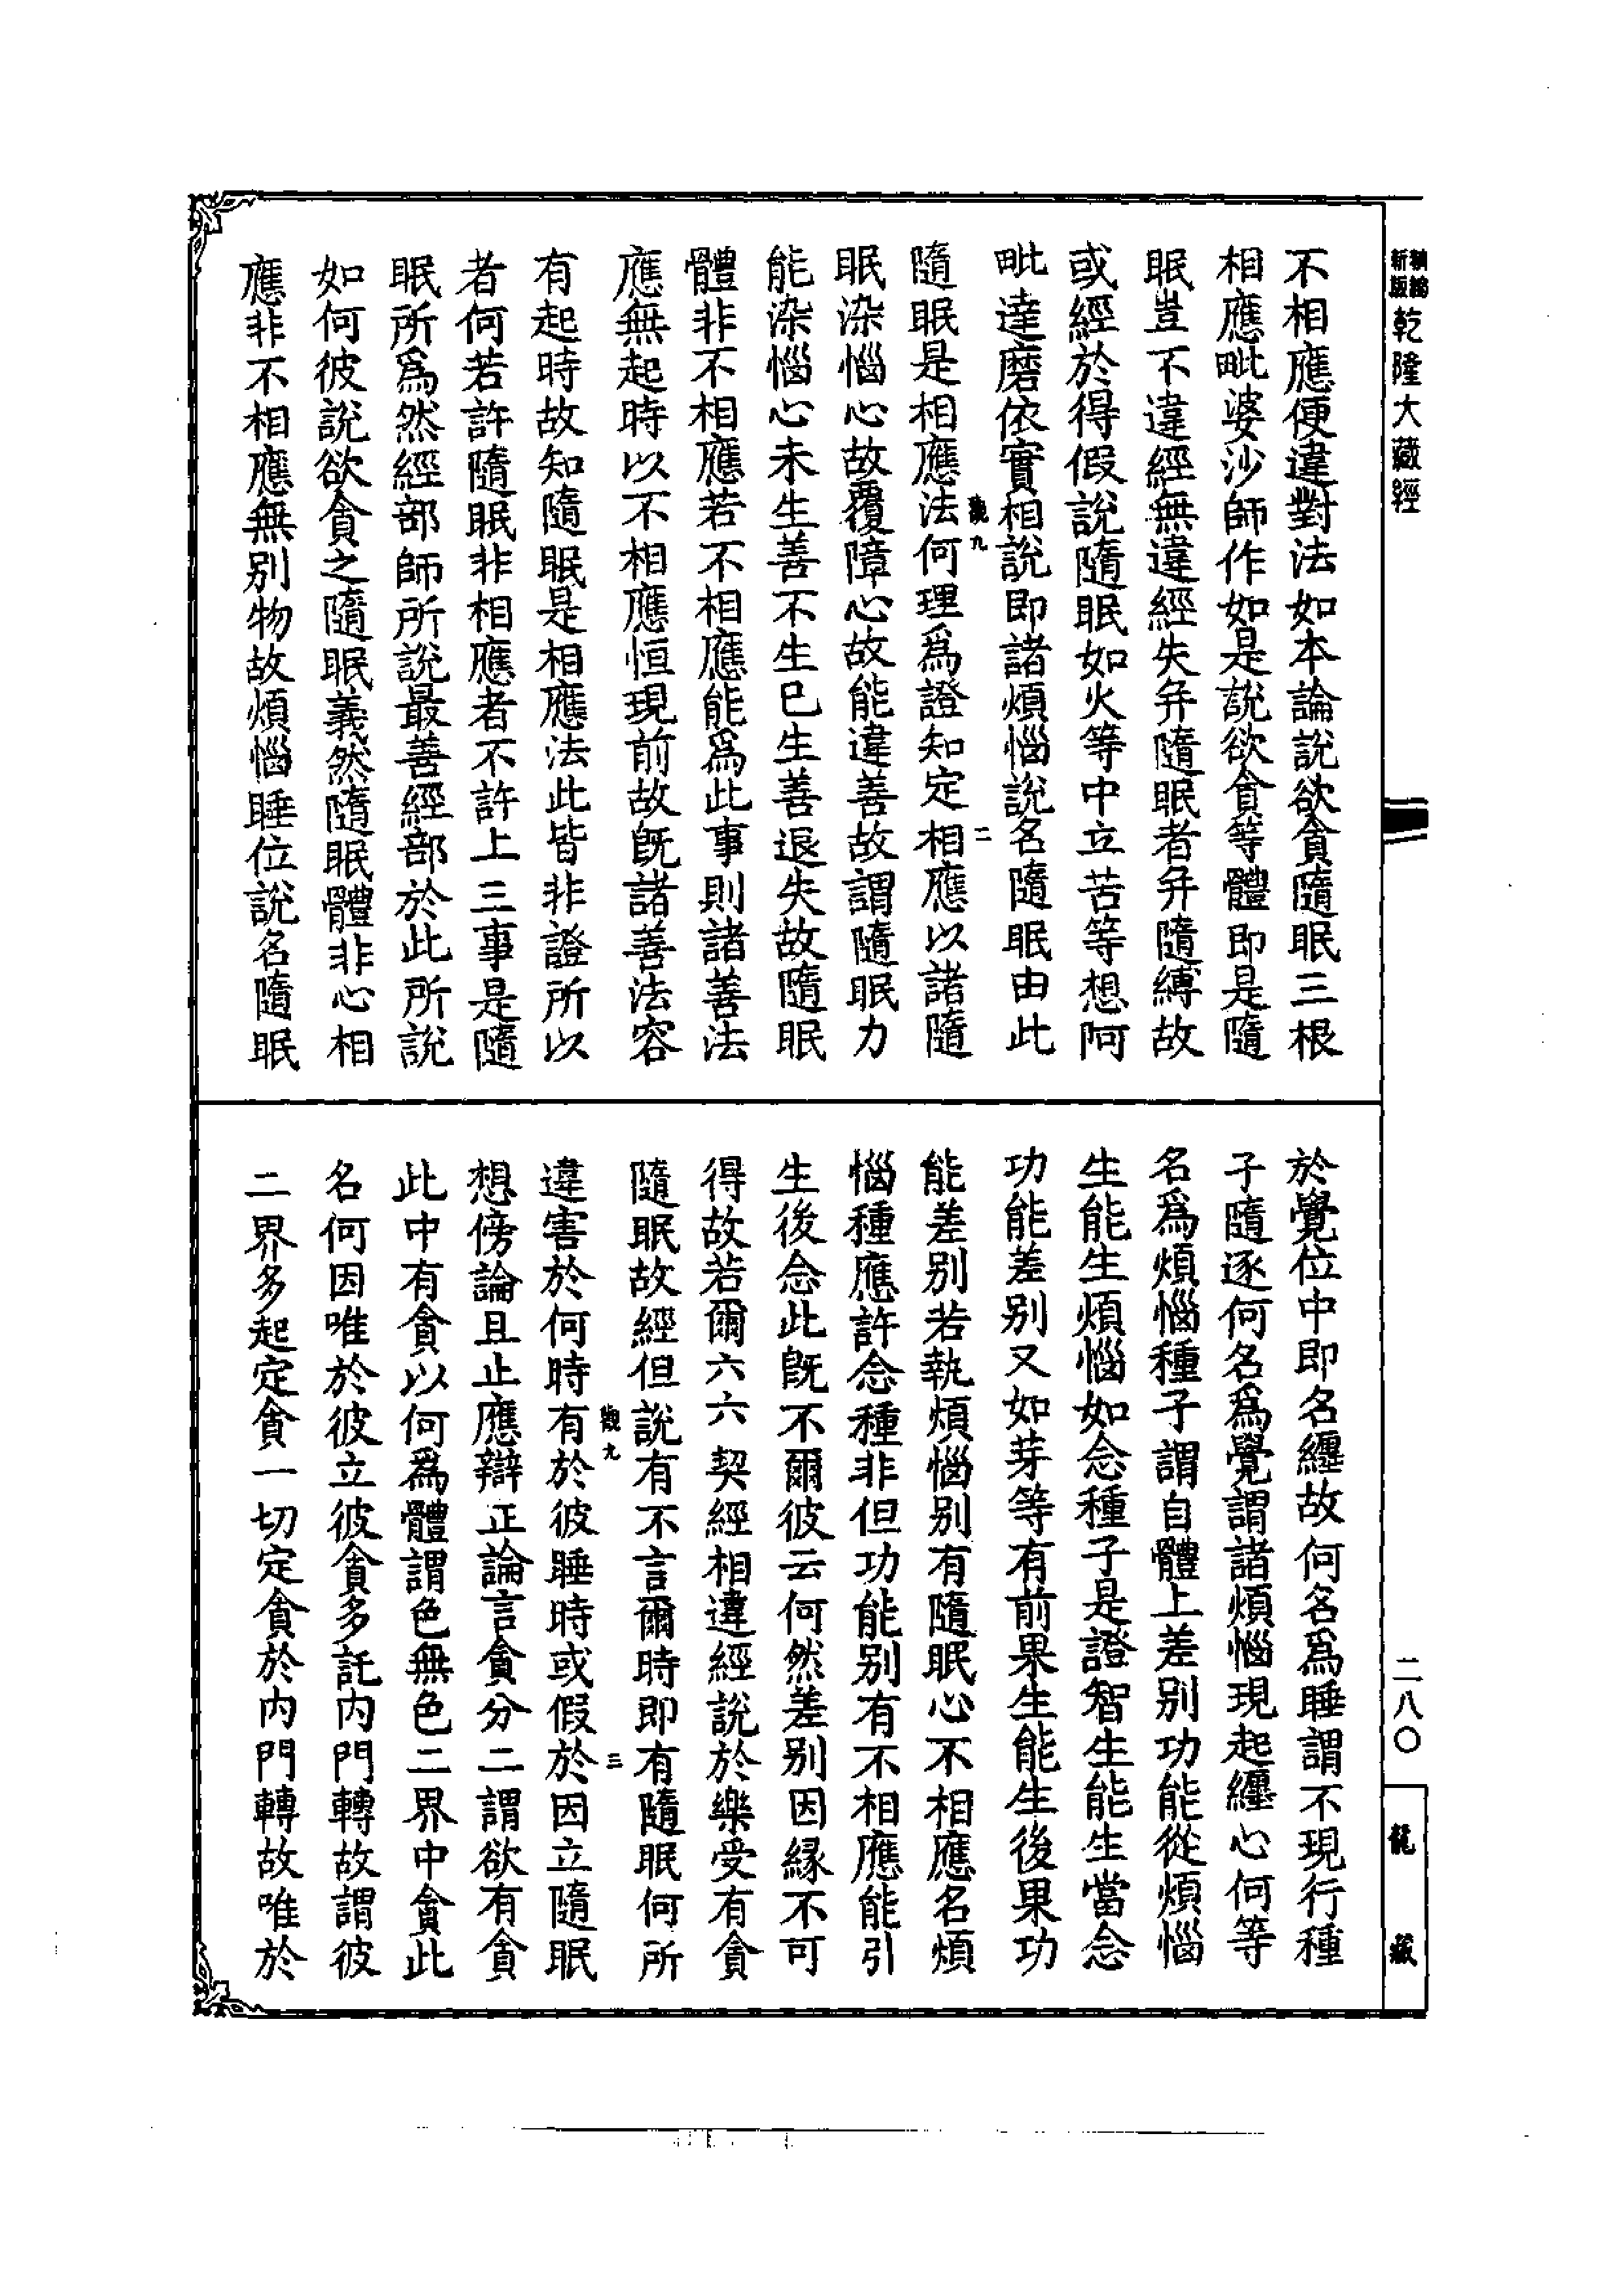 新版
精縮
乾隆大藏經
不相應便違對法如本論說欲貪隨眠三根
相應毗婆沙師作如是說欲貪等體即是隨
眠豈不違經無違經失并隨眠者并隨縛故
或經於得假說隨眠如火等中立苦等想阿
毗達磨依實相說即諸煩惱說名隨眠由此
二
隨眠是相應法何理爲證知定相應以諸隨
眠染惱心故覆障心故能違善故謂隨眠力
能染惱心未生善不生已生善退失故隨眠
體非不相應若不相應能爲此事則諸善法
應無起時以不相應恒現前故既諸善法容
有起時故知隨眠是相應法此皆非證所以
者何若許隨眠非相應者不許上三事是隨
眠所爲然經部師所說最善經部於此所說
如何彼說欲貪之隨眠義然隨眠體非心相
應非不相應無别物故煩惱睡位說名隨眠
於覺位中即名纏故何名爲睡謂不現行種
子隨逐何名爲覺謂諸煩惱現起纏心何等
名爲煩惱種子謂自體上差别功能從煩惱
生能生煩惱如念種子是證智生能生當念
功能差别又如芽等有前果生能生後果功
能差别若執煩惱别有隨眠心不相應名煩
惱種應許念種非但功能别有不相應能引
生後念此既不爾彼云何然差别因緣不可
得故若爾六六契經相違經說於樂受有貪
隨眠故經但說有不言爾時即有隨眠何所
三
違害於何時有於彼睡時或假於因立隨眠
想傍論且止應辯正論言貪分二謂欲有貪
此中有貪以何爲體謂色無色二界中貪此
名何因唯於彼立彼貪多託内門轉故謂彼
二界多起定貪一切定貪於内門轉故唯於
二八〇
龍藏